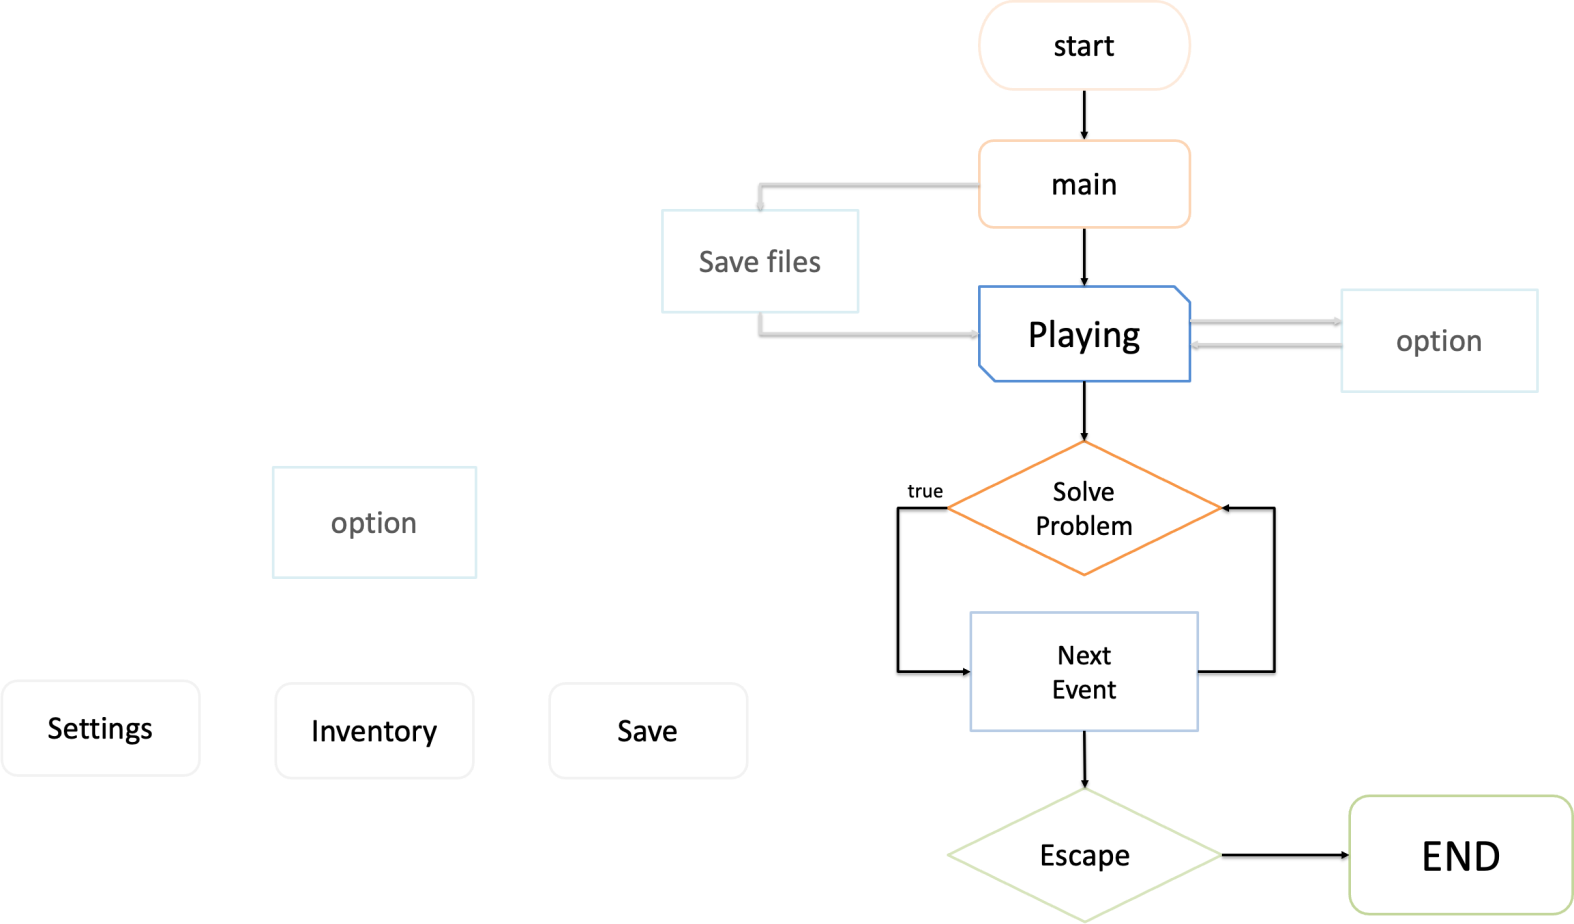 start
main
Save files
Playing
option
true
Solve
Problem
option
Next
Event
Settings
Inventory
Save
Escape
END